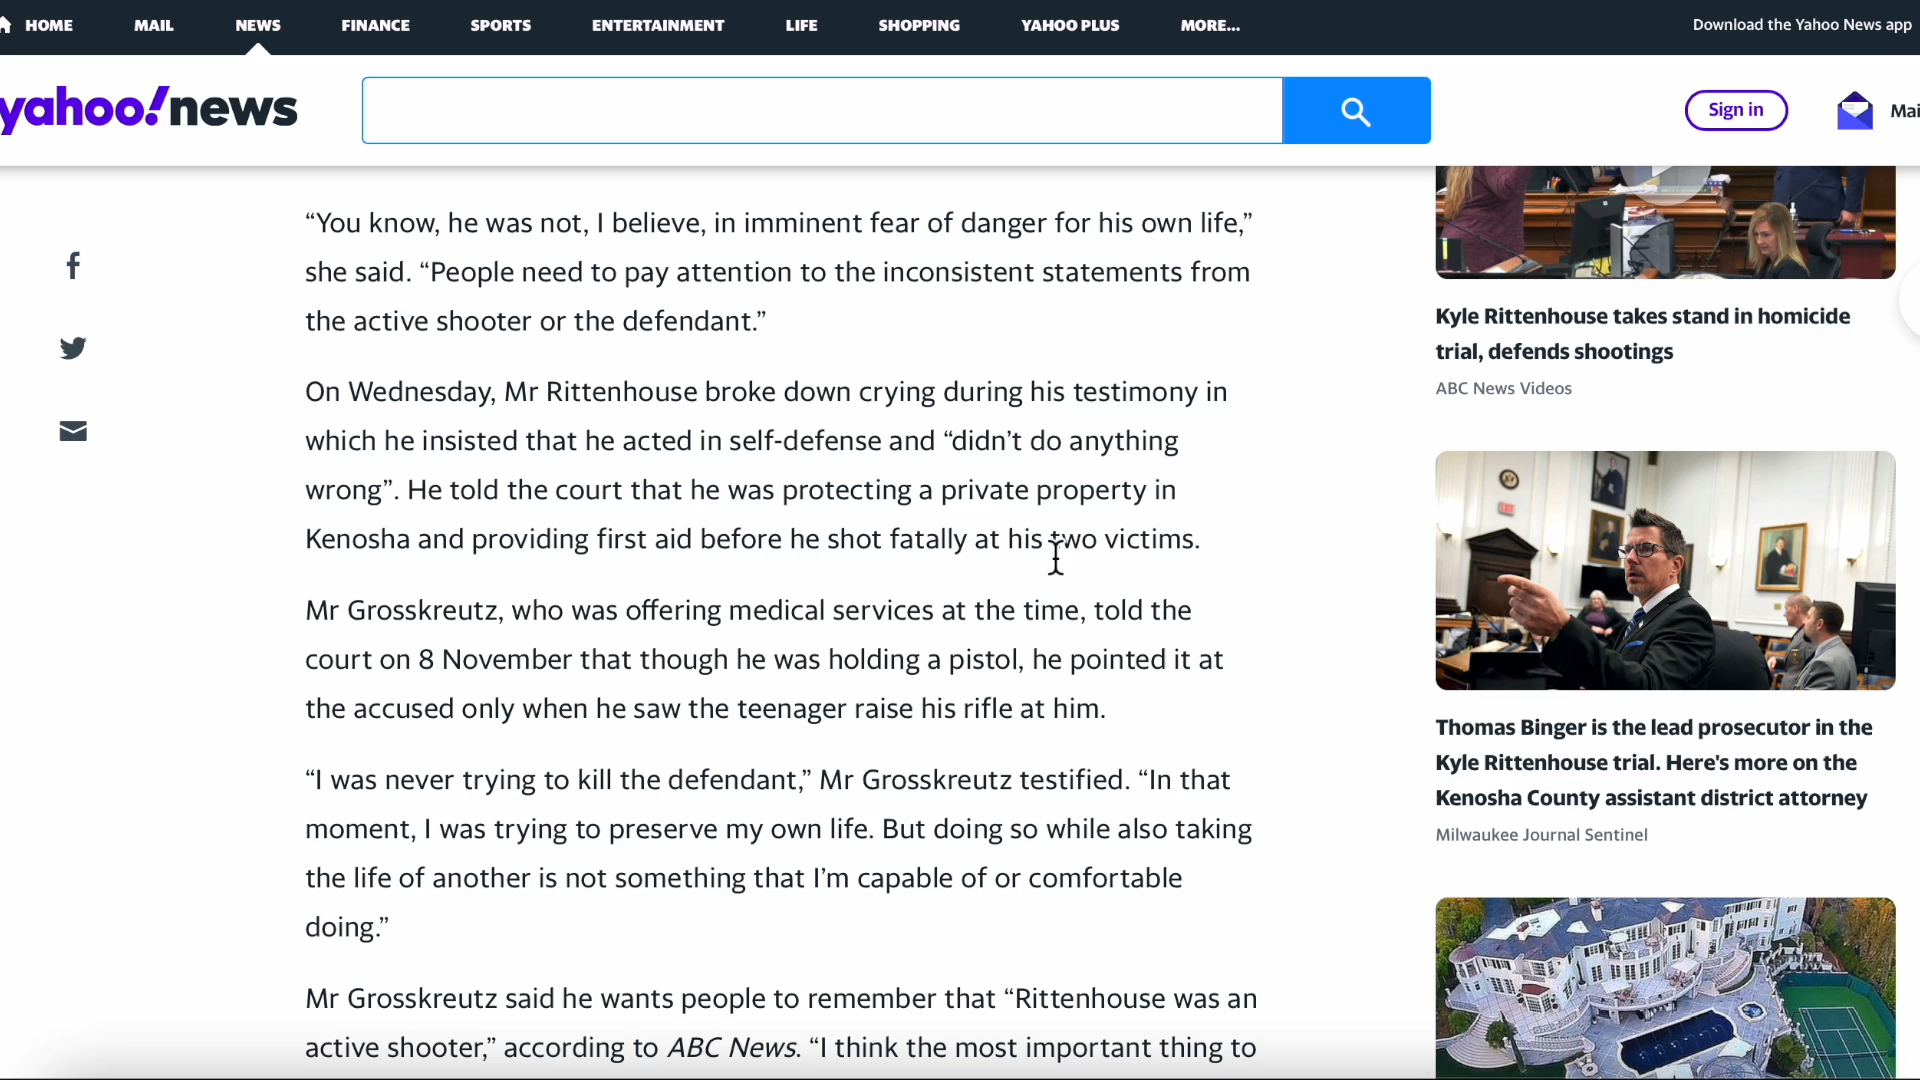 HOME MAIL NEWS FINANCE SPORTS ENTERTAINMENT LIFE SHOPPING YAHOO PLUS MORE... Download the Yahoo News app
yahoo!news
Sign in
Mai
“You know, he was not, I believe, in imminent fear of danger for his own life,”
she said. “People need to pay attention to the inconsistent statements from
the active shooter or the defendant.”
On Wednesday, Mr Rittenhouse broke down crying during his testimony in
which he insisted that he acted in self-defense and “didn’t do anything
wrong”. He told the court that he was protecting a private property in
Kenosha and providing first aid before he shot fatally at his two victims.
Mr Grosskreutz, who was offering medical services at the time, told the
court on 8 November that though he was holding a pistol, he pointed it at
the accused only when he saw the teenager raise his rifle at him.
“I was never trying to kill the defendant,” Mr Grosskreutz testified. “In that
moment, I was trying to preserve my own life. But doing so while also taking
the life of another is not something that I’m capable of or comfortable
doing.”
Mr Grosskreutz said he wants people to remember that “Rittenhouse was an
active shooter,” according to ABC News. “I think the most important thing to
Kyle Rittenhouse takes stand in homicide
trial, defends shootings
ABC News Videos
Thomas Binger is the lead prosecutor in the
Kyle Rittenhouse trial. Here's more on the
Kenosha County assistant district attorney
Milwaukee Journal Sentinel